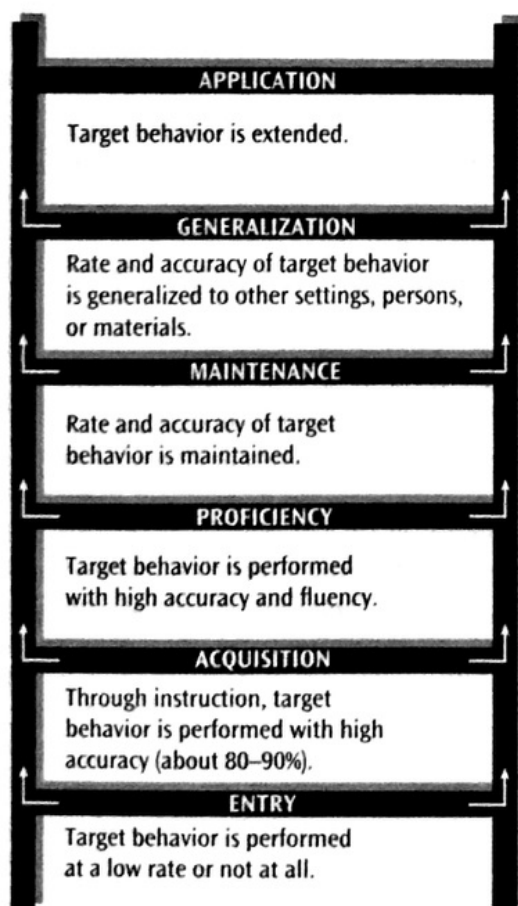 APPLICATION
Target behavior is extended.
GENERALIZATION
Rate and accuracy of target behavior
is generalized to other settings, persons,
or materials.
MAINTENANCE
Rate and accuracy of target
behavior is maintained.
PROFICIENCY
Target behavior is performed
with high accuracy and fluency.
ACQUISITION
Through instruction, target
behavior is performed with high
accuracy (about 80–90%).
ENTRY
Target behavior is performed
at a low rate or not at all.